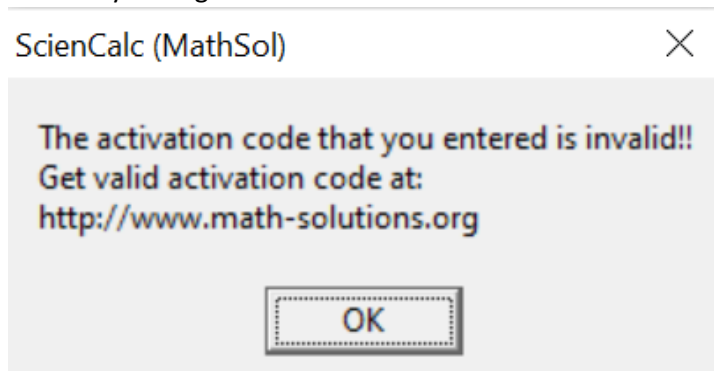 ScienCalc (MathSol)
The activation code that you entered is invalid!!
Get valid activation code at:
http://www.math-solutions.org
OK